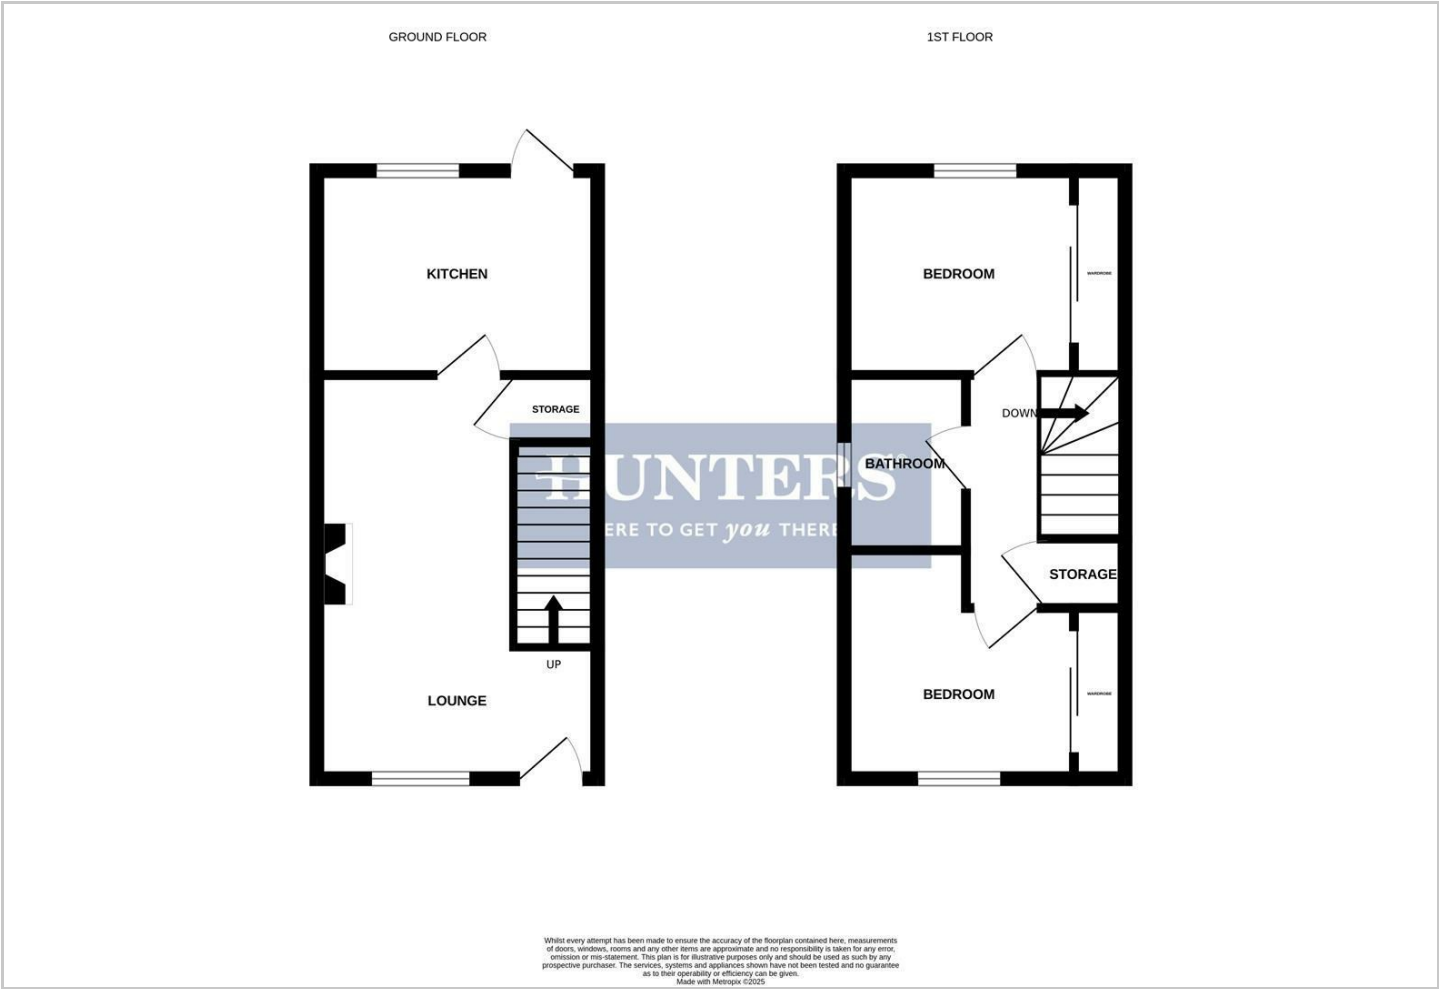 GROUND FLOOR
1ST FLOOR
KITCHEN
BEDROOM
WARDROBE
STORAGE
DOWN
BATHROOM
HUNTERS
HERE TO GET you THERE
STORAGE
UP
LOUNGE
BEDROOM
WARDROBE
Whilst every attempt has been made to ensure the accuracy of the floorplan contained here, measurements
of doors, windows, rooms and any other items are approximate and no responsibility is taken for any error,
omission or mis-statement. This plan is for illustrative purposes only and should be used as such by any
prospective purchaser. The services, systems and appliances shown have not been tested and no guarantee
as to their operability or efficiency can be given.
Made with Metropix ©2025